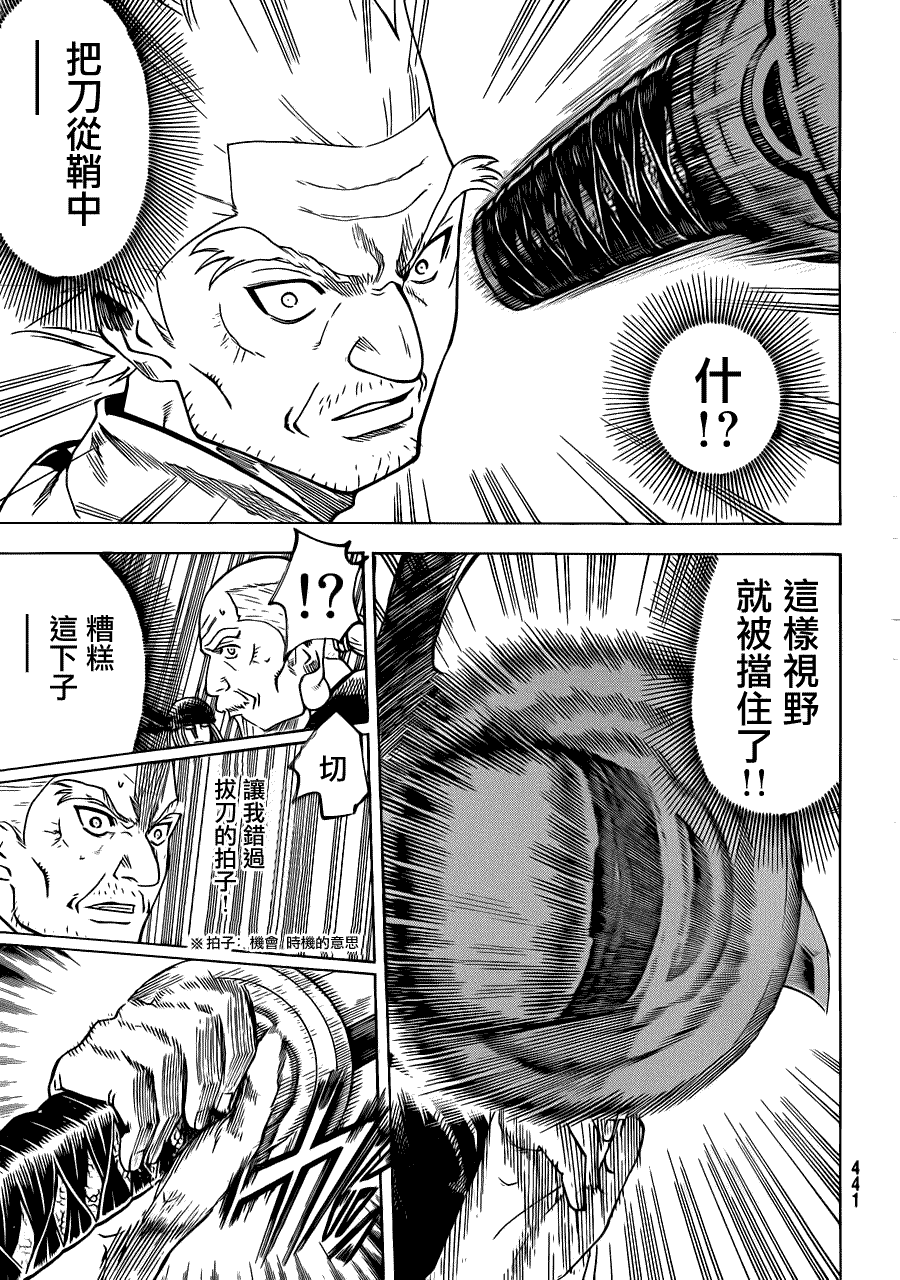 什
!?
把刀從鞘中
——
這樣視野
就被擋住了!!
!?
切
糟糕
這下子
——
讓我錯過
拔刀的拍子!
※拍子: 機會 時機的意思
441